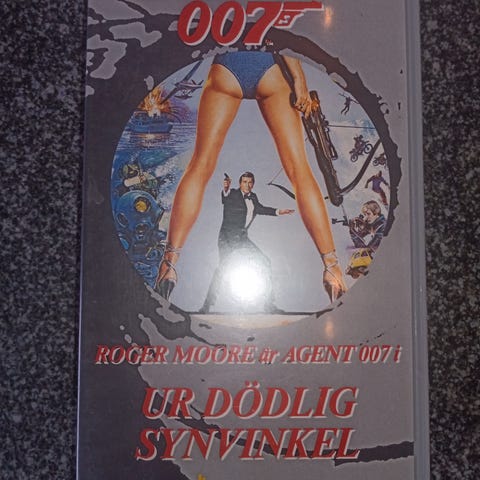 007
ROGER MOORE är AGENT 007 i
UR DÖDLIG
SYNVINKEL